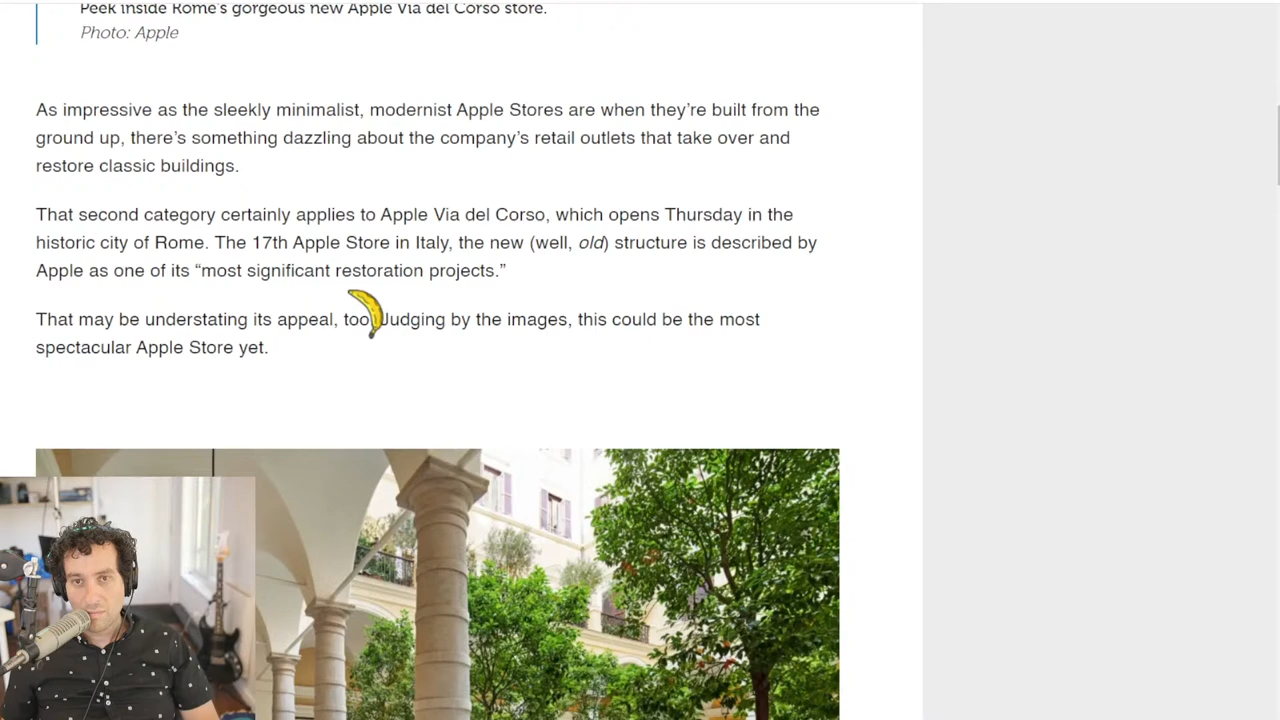 Peek inside Rome's gorgeous new Apple Via del Corso store.
Photo: Apple
As impressive as the sleekly minimalist, modernist Apple Stores are when they’re built from the
ground up, there’s something dazzling about the company’s retail outlets that take over and
restore classic buildings.
That second category certainly applies to Apple Via del Corso, which opens Thursday in the
historic city of Rome. The 17th Apple Store in Italy, the new (well, old) structure is described by
Apple as one of its “most significant restoration projects.”
That may be understating its appeal, too Judging by the images, this could be the most
spectacular Apple Store yet.